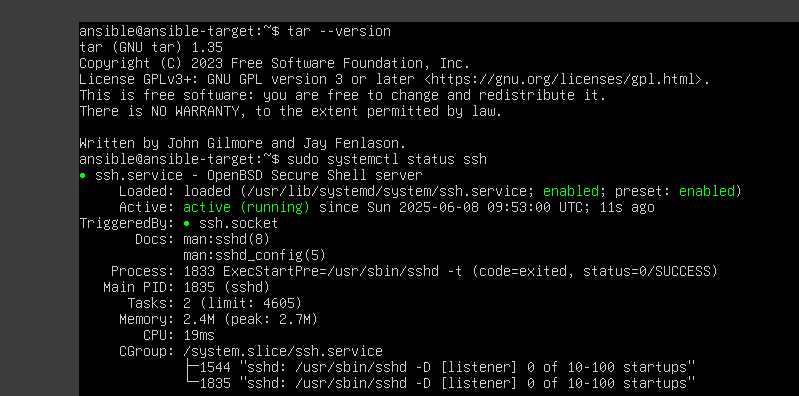 ansible@ansible-target:~$ tar --version
tar (GNU tar) 1.35
Copyright (C) 2023 Free Software Foundation, Inc.
License GPLv3+: GNU GPL version 3 or later <https://gnu.org/licenses/gpl.html>.
This is free software: you are free to change and redistribute it.
There is NO WARRANTY, to the extent permitted by law.
Written by John Gilmore and Jay Fenlason.
ansible@ansible-target:~$ sudo systemctl status ssh
● ssh.service - OpenBSD Secure Shell server
Loaded: loaded (/usr/lib/systemd/system/ssh.service; enabled; preset: enabled)
Active: active (running) since Sun 2025-06-08 09:53:00 UTC; 11s ago
TriggeredBy: ● ssh.socket
Docs: man:sshd(8)
man:sshd_config(5)
Process: 1833 ExecStartPre=/usr/sbin/sshd -t (code=exited, status=0/SUCCESS)
Main PID: 1835 (sshd)
Tasks: 2 (limit: 4605)
Memory: 2.4M (peak: 2.7M)
CPU: 19ms
CGroup: /system.slice/ssh.service
├─1544 "sshd: /usr/sbin/sshd -D [listener] 0 of 10-100 startups"
└─1835 "sshd: /usr/sbin/sshd -D [listener] 0 of 10-100 startups"